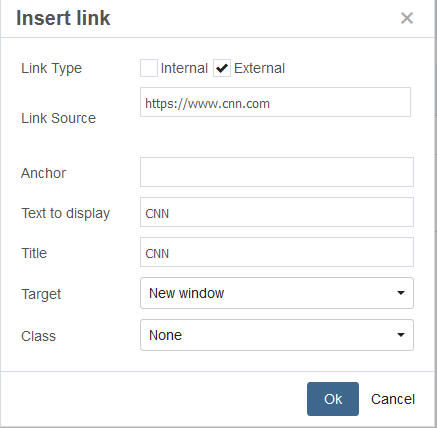 Insert link ×
Link Type Internal External
https://www.cnn.com
Link Source
Anchor
Text to display CNN
Title CNN
Target New window
Class None
Ok Cancel